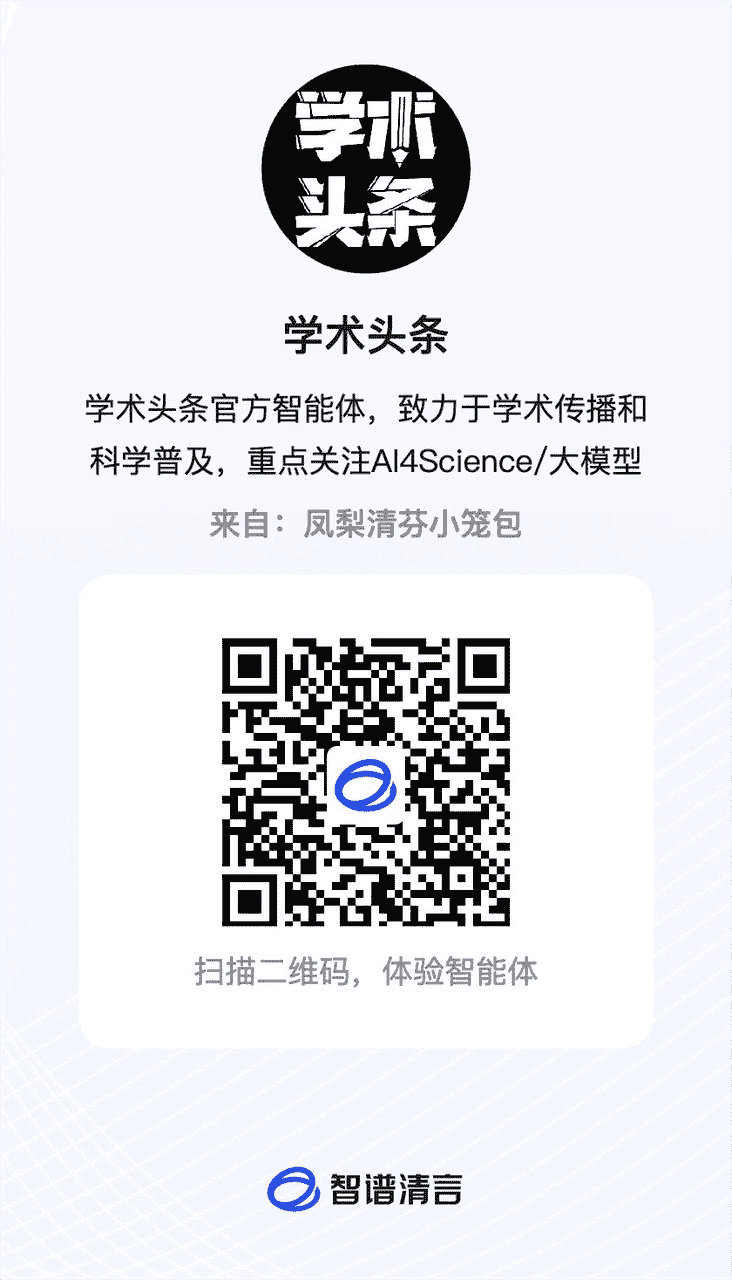 学术
头条
学术头条
学术头条官方智能体，致力于学术传播和
科学普及，重点关注AI4Science/大模型
来自：凤梨清芬小笼包
扫描二维码，体验智能体
智谱清言